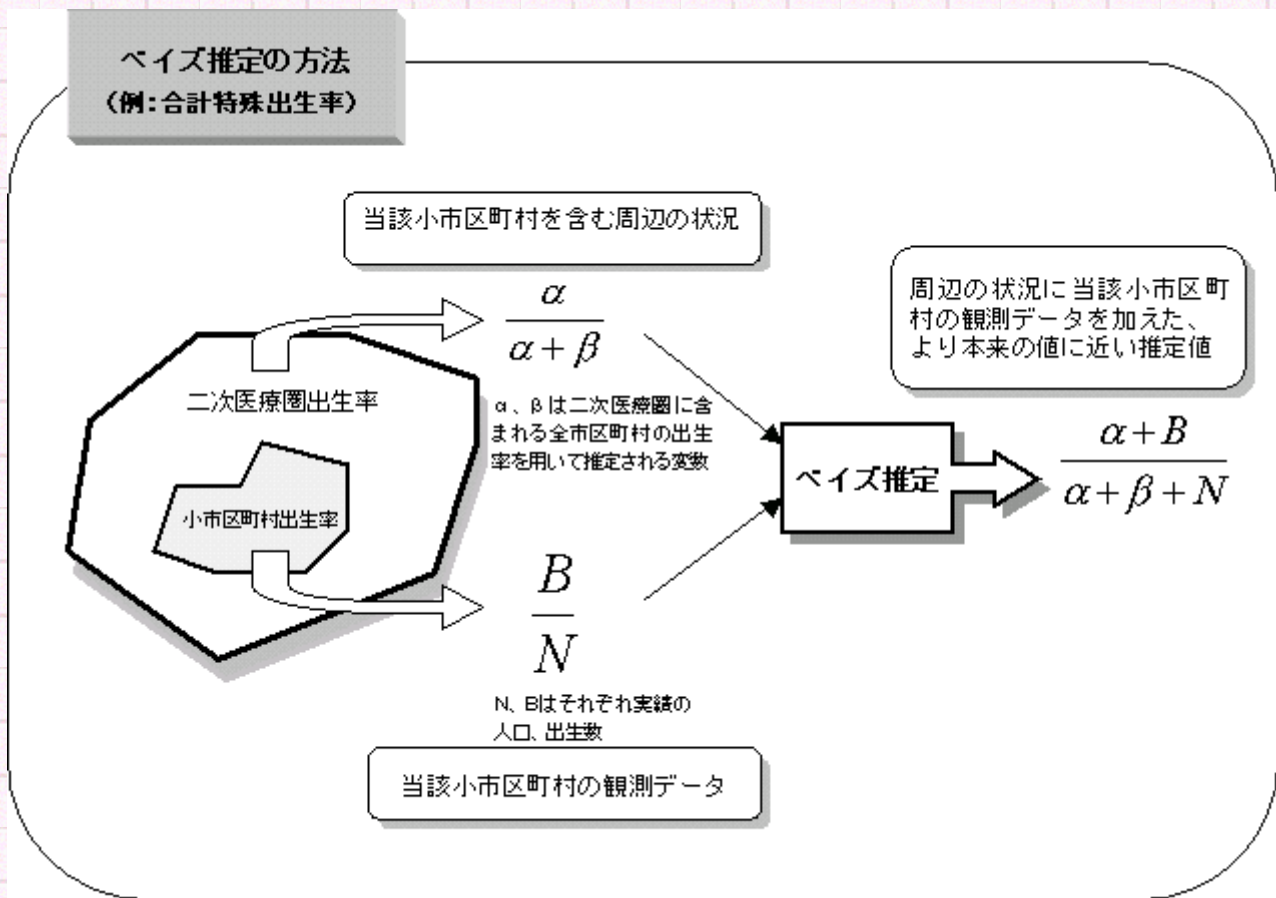 ベイズ推定の方法
（例：合計特殊出生率）
当該小市区町村を含む周辺の状況
α
α + β
周辺の状況に当該小市区町
村の観測データを加えた、
より本来の値に近い推定値
二次医療圏出生率
α、βは二次医療圏に含
まれる全市区町村の出生
率を用いて推定される変数
小市区町村出生率
ベイズ推定
α + B
α + β + N
B
N
N、Bはそれぞれ実績の
人口、出生数
当該小市区町村の観測データ